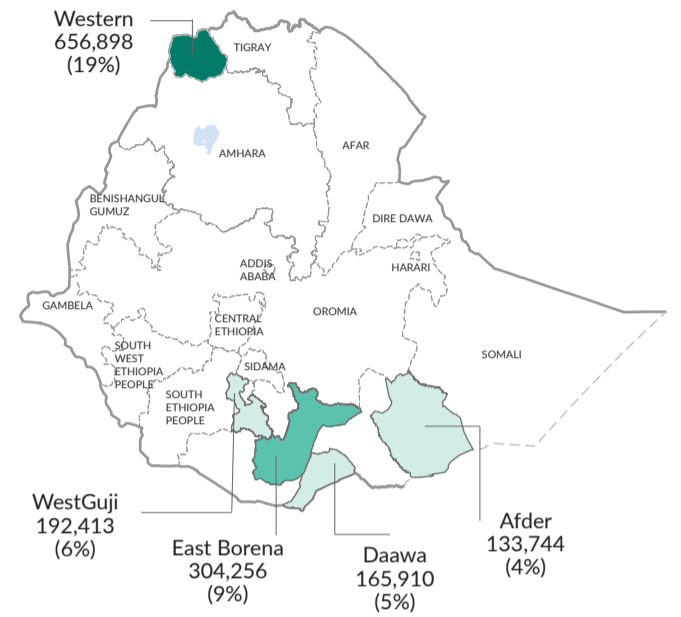 Western
656,898
(19%)
TIGRAY
AMHARA
AFAR
BENISHANGUL
GUMUZ
DIRE DAWA
ADDIS
ABABA
HARARI
GAMBELA
CENTRAL
ETHIOPIA
OROMIA
SOUTH
WEST
ETHIOPIA
PEOPLE
SIDAMA
SOMALI
SOUTH
ETHIOPIA
PEOPLE
WestGuji
192,413
(6%)
East Borena
304,256
(9%)
Daawa
165,910
(5%)
Afder
133,744
(4%)